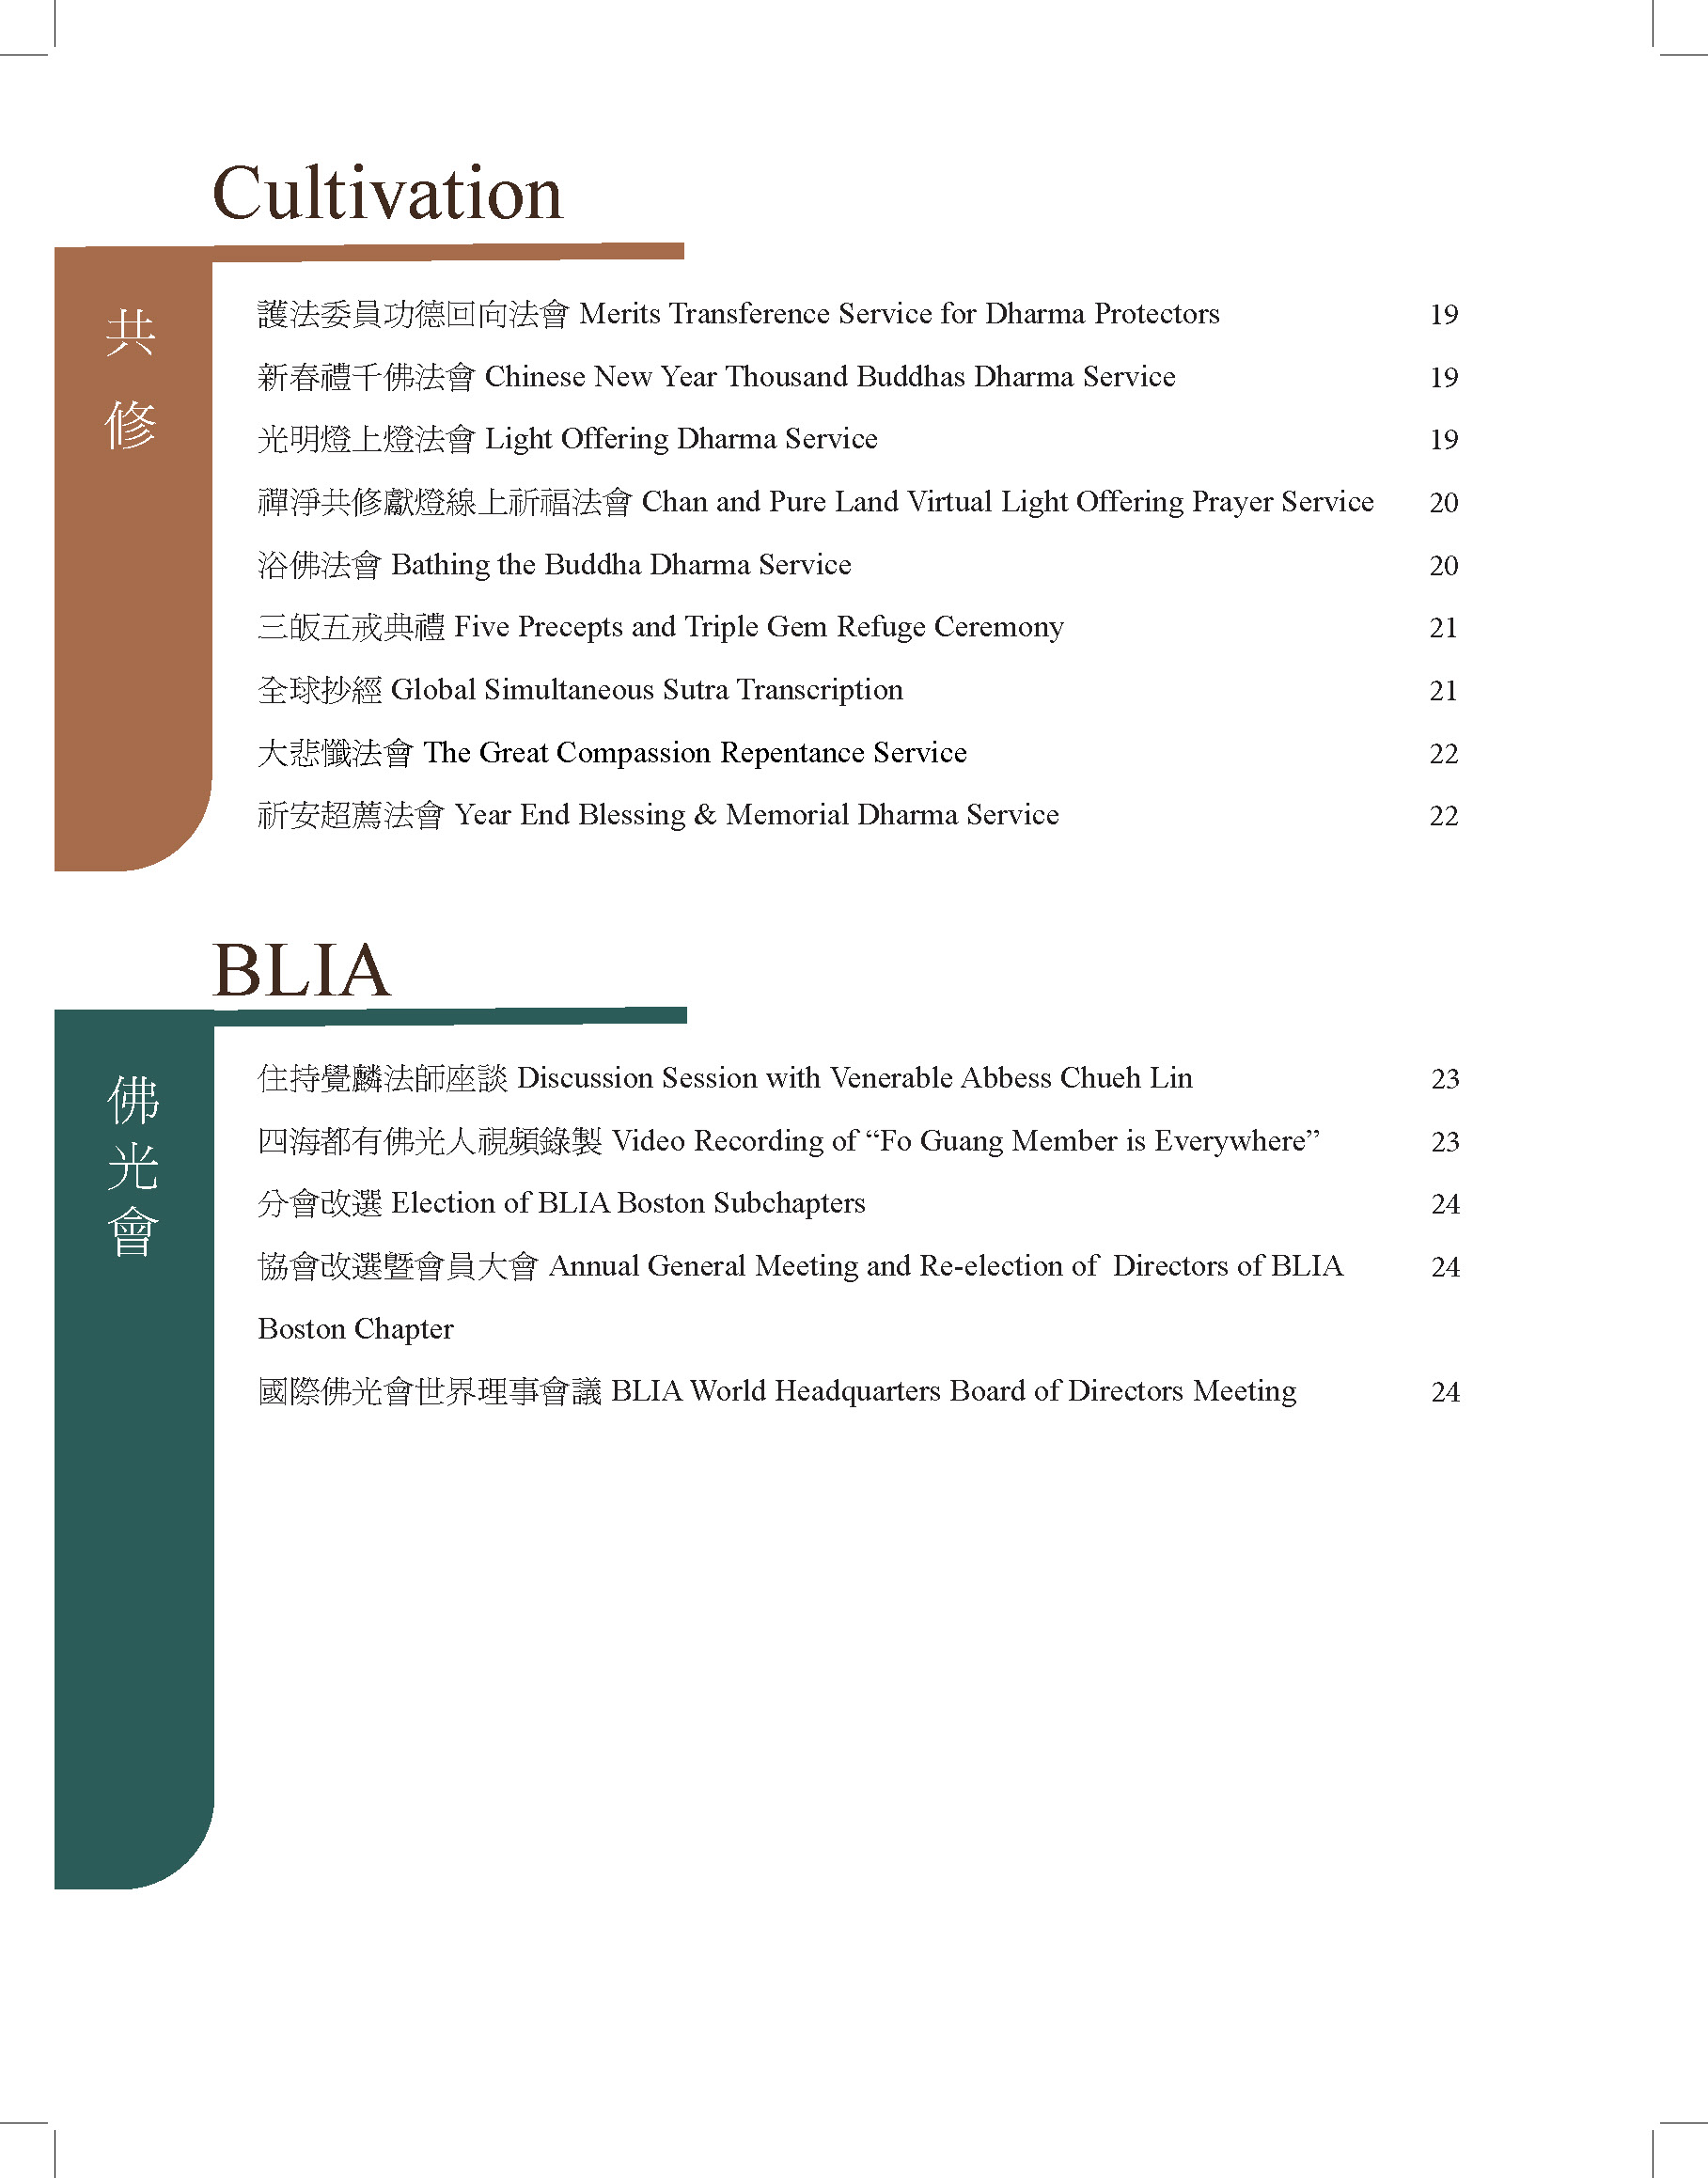 Cultivation
共修
護法委員功德回向法會 Merits Transference Service for Dharma Protectors 19
新春禮千佛法會 Chinese New Year Thousand Buddhas Dharma Service 19
光明燈上燈法會 Light Offering Dharma Service 19
禪淨共修獻燈線上祈福法會 Chan and Pure Land Virtual Light Offering Prayer Service 20
浴佛法會 Bathing the Buddha Dharma Service 20
三皈五戒典禮 Five Precepts and Triple Gem Refuge Ceremony 21
全球抄經 Global Simultaneous Sutra Transcription 21
大悲懺法會 The Great Compassion Repentance Service 22
祈安超薦法會 Year End Blessing & Memorial Dharma Service 22
BLIA
佛光會
住持覺麟法師座談 Discussion Session with Venerable Abbess Chueh Lin 23
四海都有佛光人視頻錄製 Video Recording of “Fo Guang Member is Everywhere” 23
分會改選 Election of BLIA Boston Subchapters 24
協會改選暨會員大會 Annual General Meeting and Re-election of Directors of BLIA 24
Boston Chapter
國際佛光會世界理事會議 BLIA World Headquarters Board of Directors Meeting 24